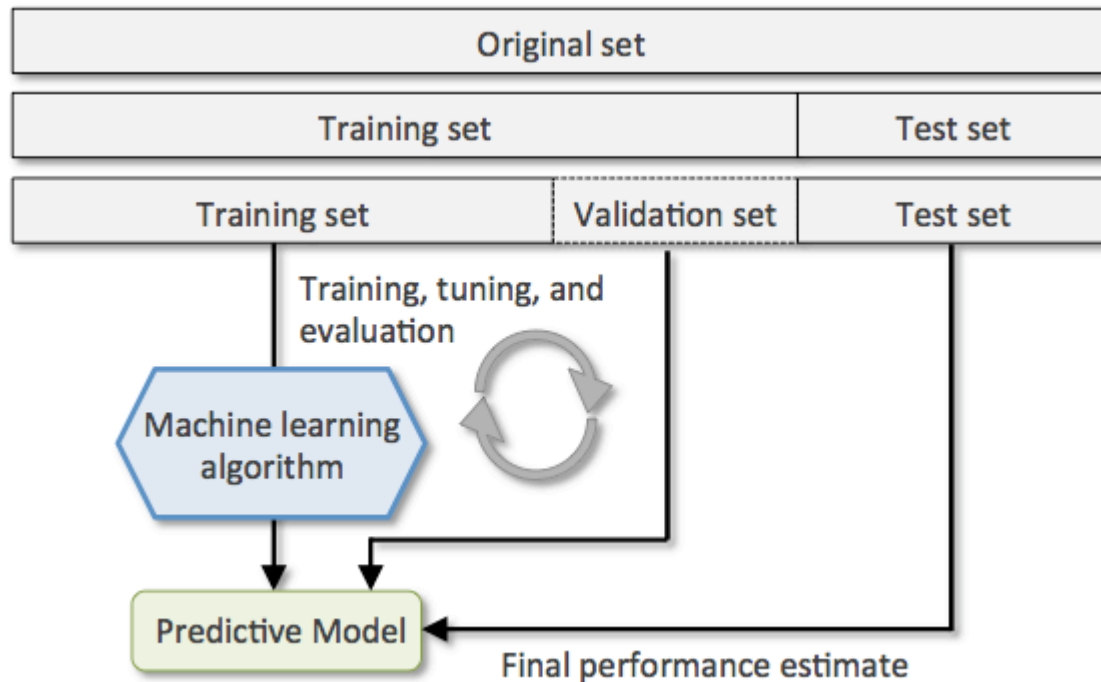 Original set
Training set
Test set
Training set
Validation set
Test set
Training, tuning, and
evaluation
Machine learning
algorithm
Predictive Model
Final performance estimate